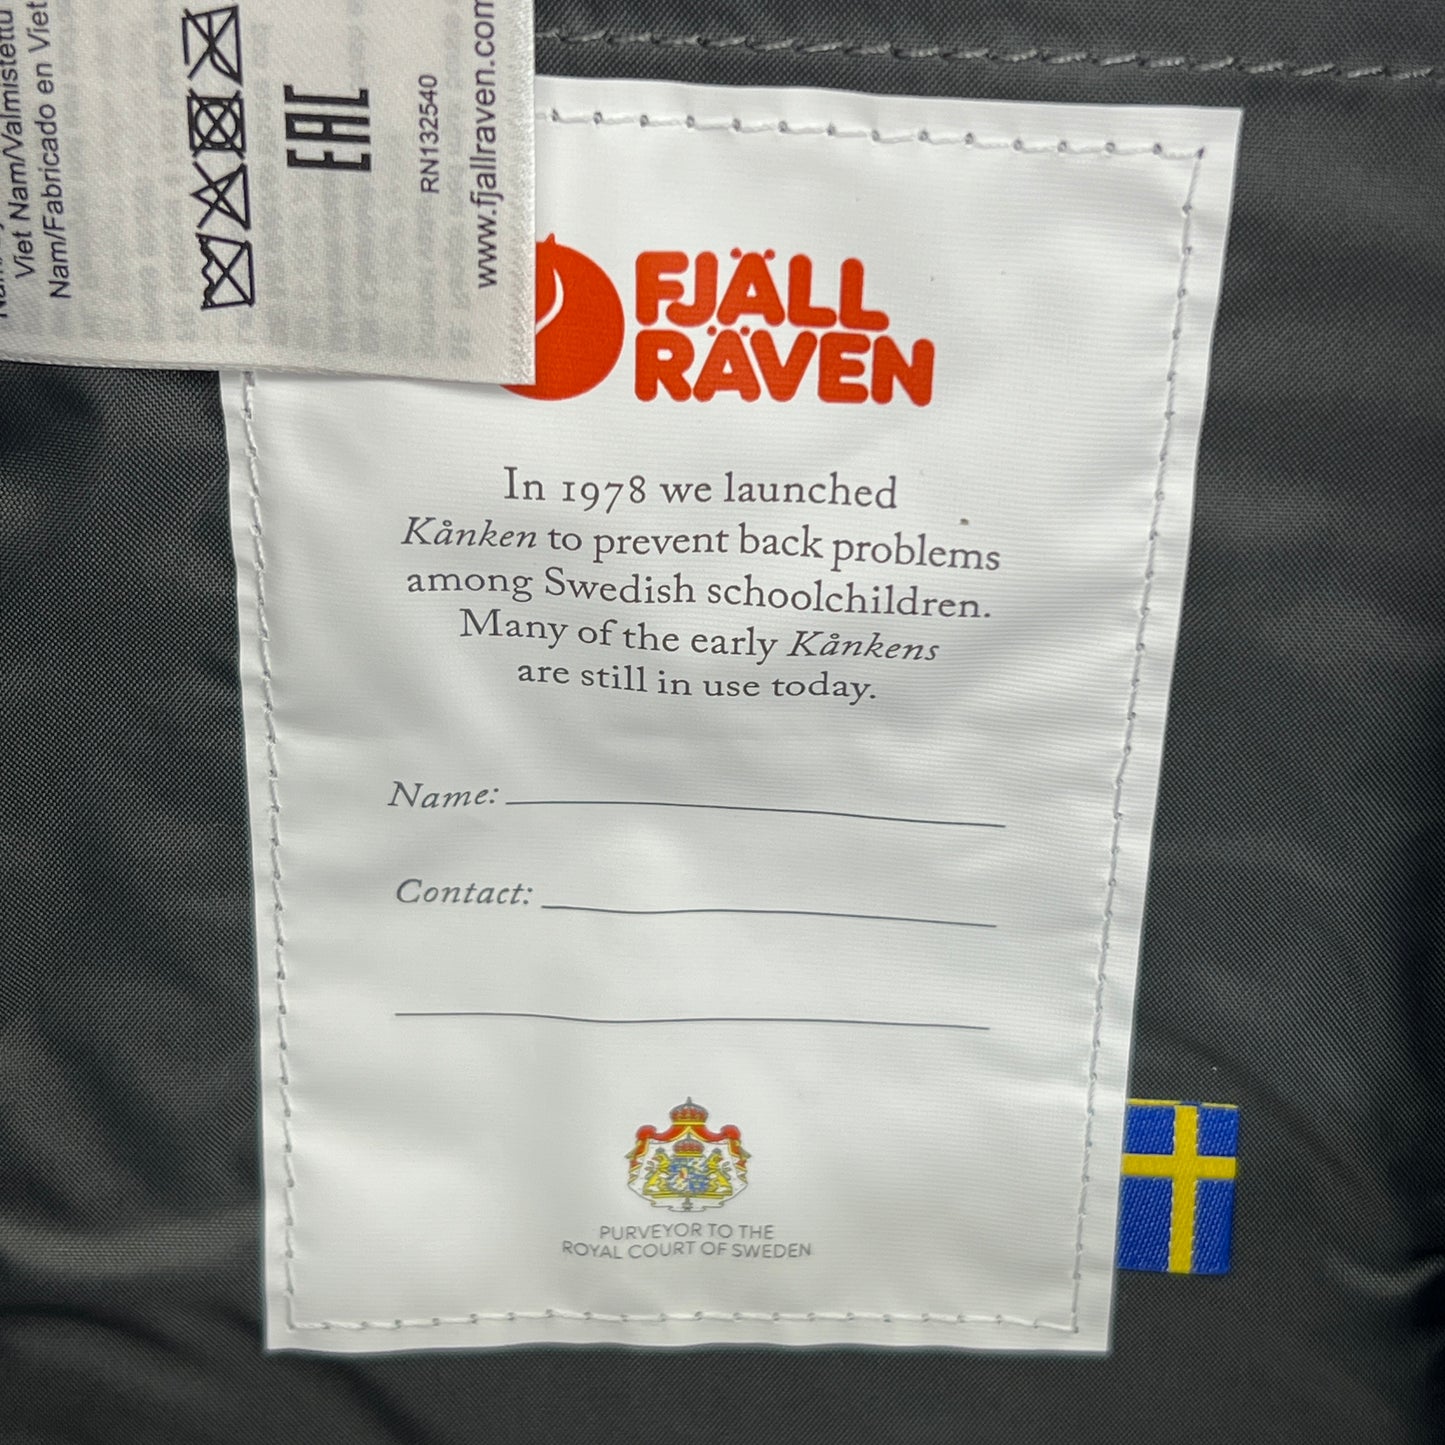 Viet Nam/Valmistettu
Nam/Fabricado en Viet
EAC
RN132540
www.fjallraven.com
FJÄLL
RÄVEN
In 1978 we launched
Kånken to prevent back problems
among Swedish schoolchildren.
Many of the early Kånkens
are still in use today.
Name:
Contact:
PURVEYOR TO THE
ROYAL COURT OF SWEDEN